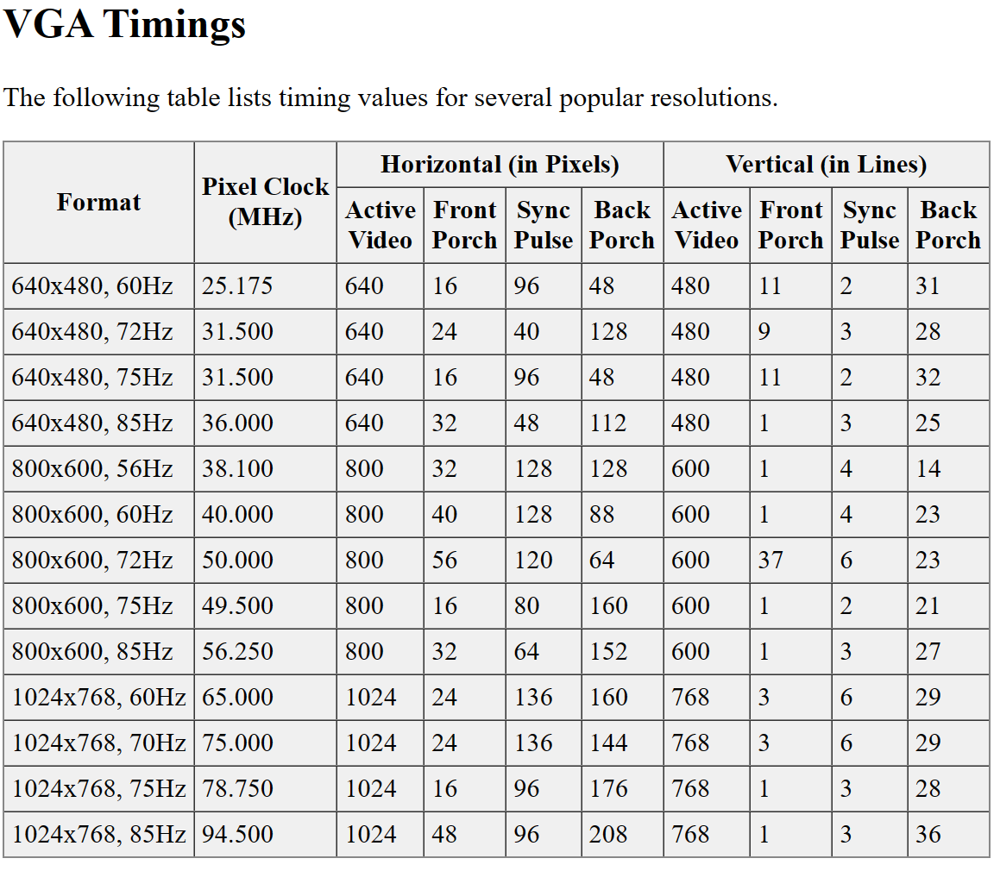 VGA Timings
The following table lists timing values for several popular resolutions.
Format Pixel Clock (MHz) Horizontal (in Pixels) Vertical (in Lines)
Active Video Front Porch Sync Pulse Back Porch Active Video Front Porch Sync Pulse Back Porch
640x480, 60Hz 25.175 640 16 96 48 480 11 2 31
640x480, 72Hz 31.500 640 24 40 128 480 9 3 28
640x480, 75Hz 31.500 640 16 96 48 480 11 2 32
640x480, 85Hz 36.000 640 32 48 112 480 1 3 25
800x600, 56Hz 38.100 800 32 128 128 600 1 4 14
800x600, 60Hz 40.000 800 40 128 88 600 1 4 23
800x600, 72Hz 50.000 800 56 120 64 600 37 6 23
800x600, 75Hz 49.500 800 16 80 160 600 1 2 21
800x600, 85Hz 56.250 800 32 64 152 600 1 3 27
1024x768, 60Hz 65.000 1024 24 136 160 768 3 6 29
1024x768, 70Hz 75.000 1024 24 136 144 768 3 6 29
1024x768, 75Hz 78.750 1024 16 96 176 768 1 3 28
1024x768, 85Hz 94.500 1024 48 96 208 768 1 3 36